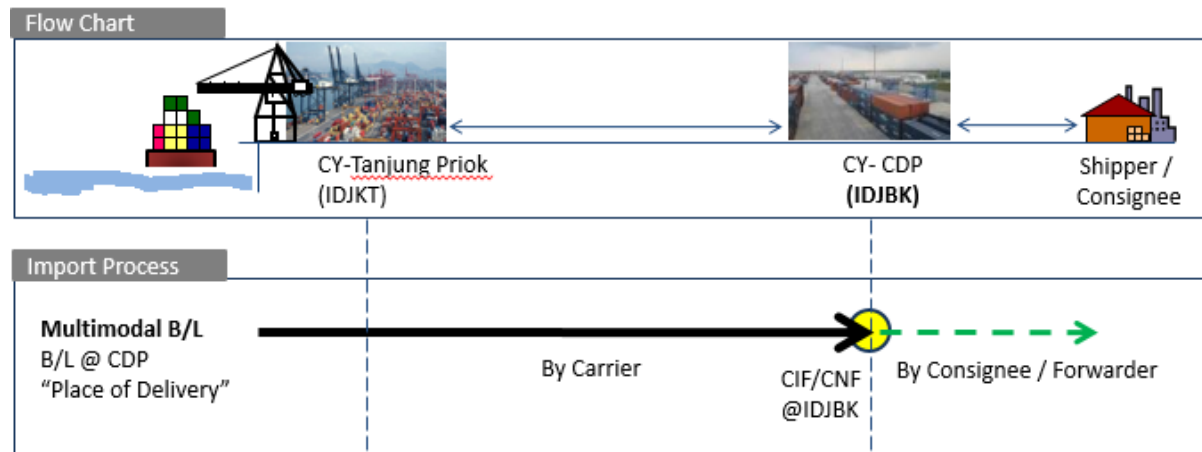 Flow Chart
CY-Tanjung Priok
(IDJKT)
CY- CDP
(IDJBK)
Shipper /
Consignee
Import Process
Multimodal B/L
B/L @ CDP
“Place of Delivery”
By Carrier
CIF/CNF
@IDJBK
By Consignee / Forwarder